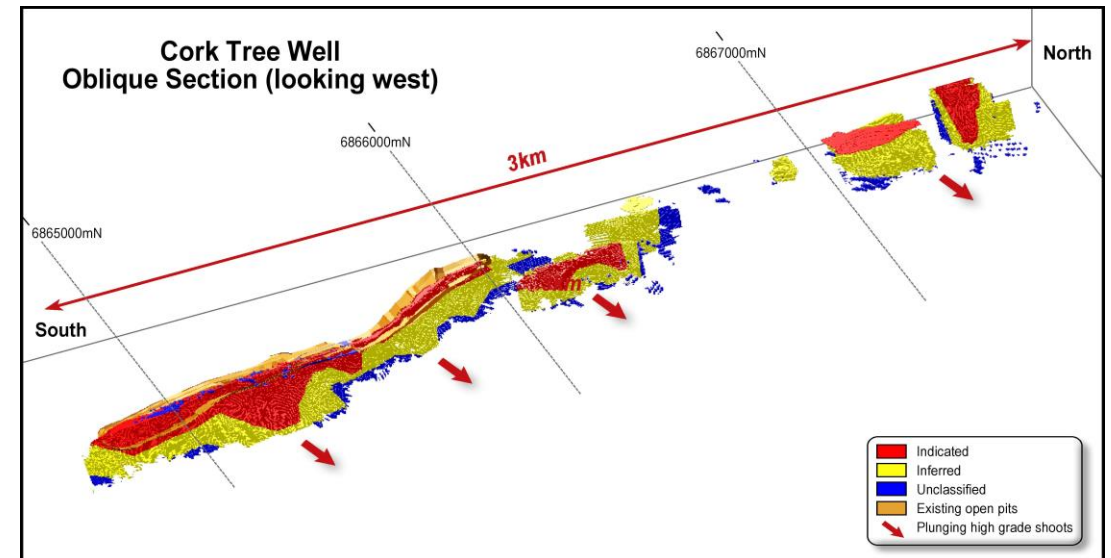 Cork Tree Well
Oblique Section (looking west)
North
6867000mN
6866000mN
3km
6865000mN
South
m
Indicated
Inferred
Unclassified
Existing open pits
Plunging high grade shoots